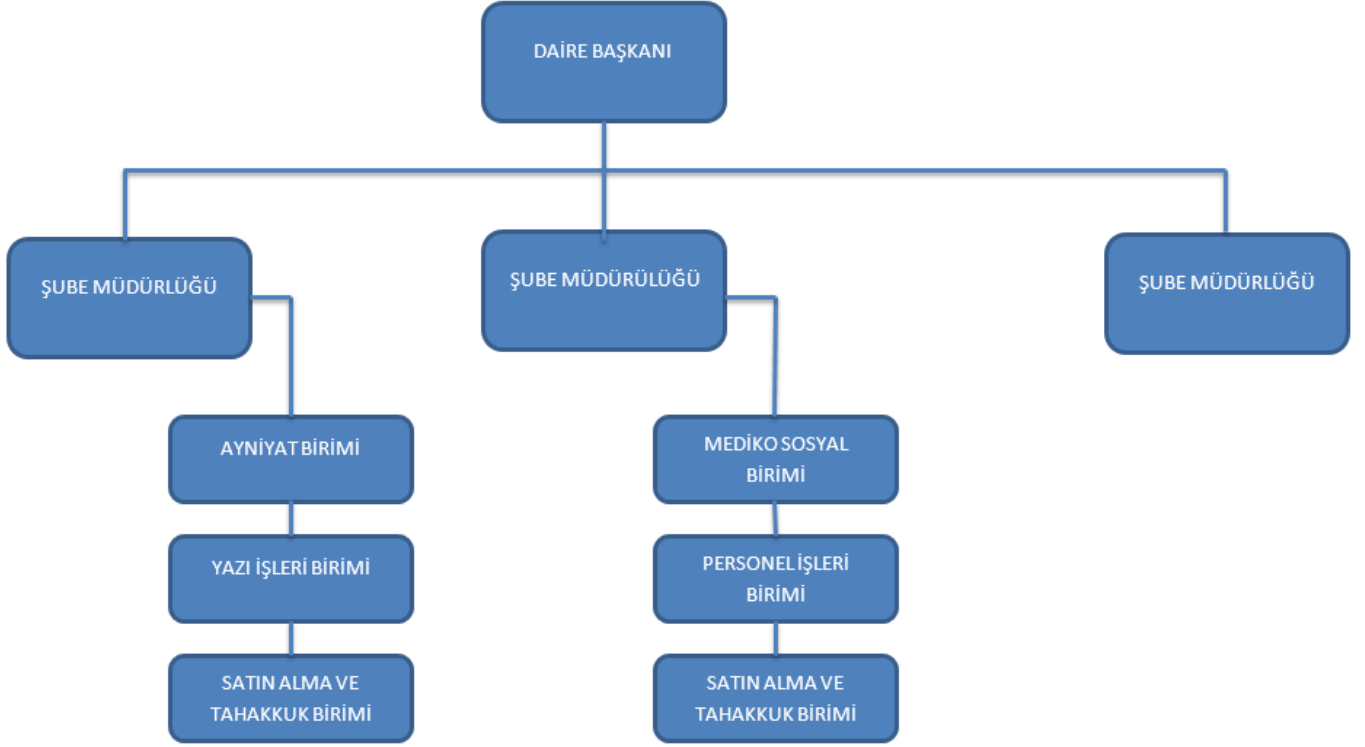 DAİRE BAŞKANI
ŞUBE MÜDÜRLÜĞÜ
ŞUBE MÜDÜRÜLÜĞÜ
ŞUBE MÜDÜRLÜĞÜ
AYNİYAT BİRİMİ
YAZI İŞLERİ BİRİMİ
SATIN ALMA VE
TAHAKKUK BİRİMİ
MEDİKO SOSYAL
BİRİMİ
PERSONEL İŞLERİ
BİRİMİ
SATIN ALMA VE
TAHAKKUK BİRİMİ